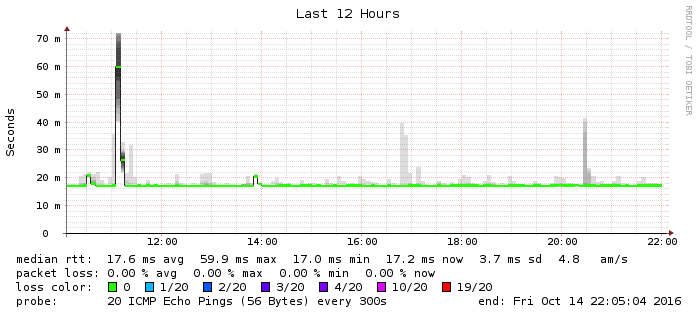 Last 12 Hours
RRDTOOL / TOBI OETIKER
Seconds
70 m
60 m
50 m
40 m
30 m
20 m
10 m
0
12:00 14:00 16:00 18:00 20:00 22:00
median rtt: 17.6 ms avg 59.9 ms max 17.0 ms min 17.2 ms now 3.7 ms sd 4.8 am/s
packet loss: 0.00 % avg 0.00 % max 0.00 % min 0.00 % now
loss color: 0 1/20 2/20 3/20 4/20 10/20 19/20
probe: 20 ICMP Echo Pings (56 Bytes) every 300s end: Fri Oct 14 22:05:04 2016